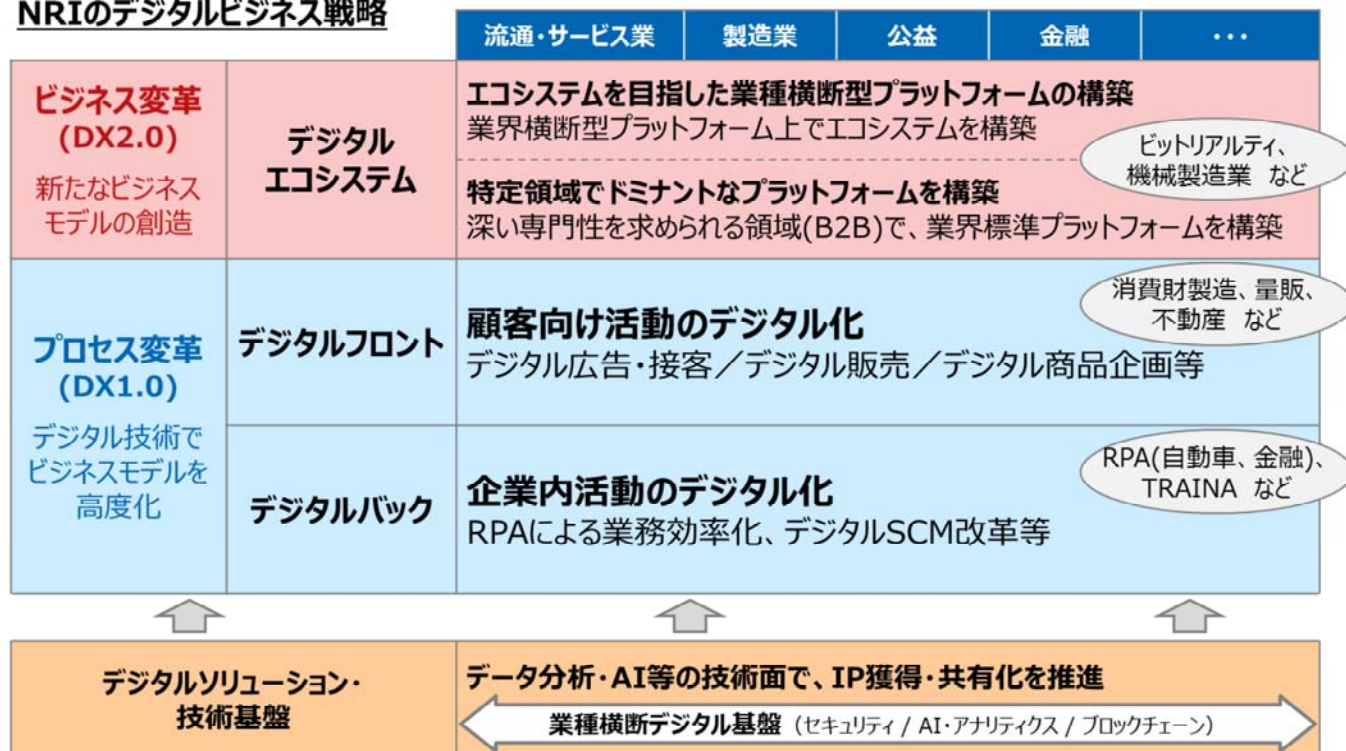 NRIのデジタルビジネス戦略
流通・サービス業 製造業 公益 金融 ・・・
ビジネス変革
(DX2.0)
新たなビジネス
モデルの創造
デジタル
エコシステム
エコシステムを目指した業種横断型プラットフォームの構築
業界横断型プラットフォーム上でエコシステムを構築
ビットリアルティ、
機械製造業 など
特定領域でドミナントなプラットフォームを構築
深い専門性を求められる領域(B2B)で、業界標準プラットフォームを構築
プロセス変革
(DX1.0)
デジタル技術で
ビジネスモデルを
高度化
デジタルフロント
顧客向け活動のデジタル化
デジタル広告・接客／デジタル販売／デジタル商品企画等
消費財製造、量販、
不動産 など
デジタルバック
企業内活動のデジタル化
RPAによる業務効率化、デジタルSCM改革等
RPA(自動車、金融)、
TRAINA など
デジタルソリューション・
技術基盤
データ分析・AI等の技術面で、IP獲得・共有化を推進
業種横断デジタル基盤（セキュリティ / AI・アナリティクス / ブロックチェーン）